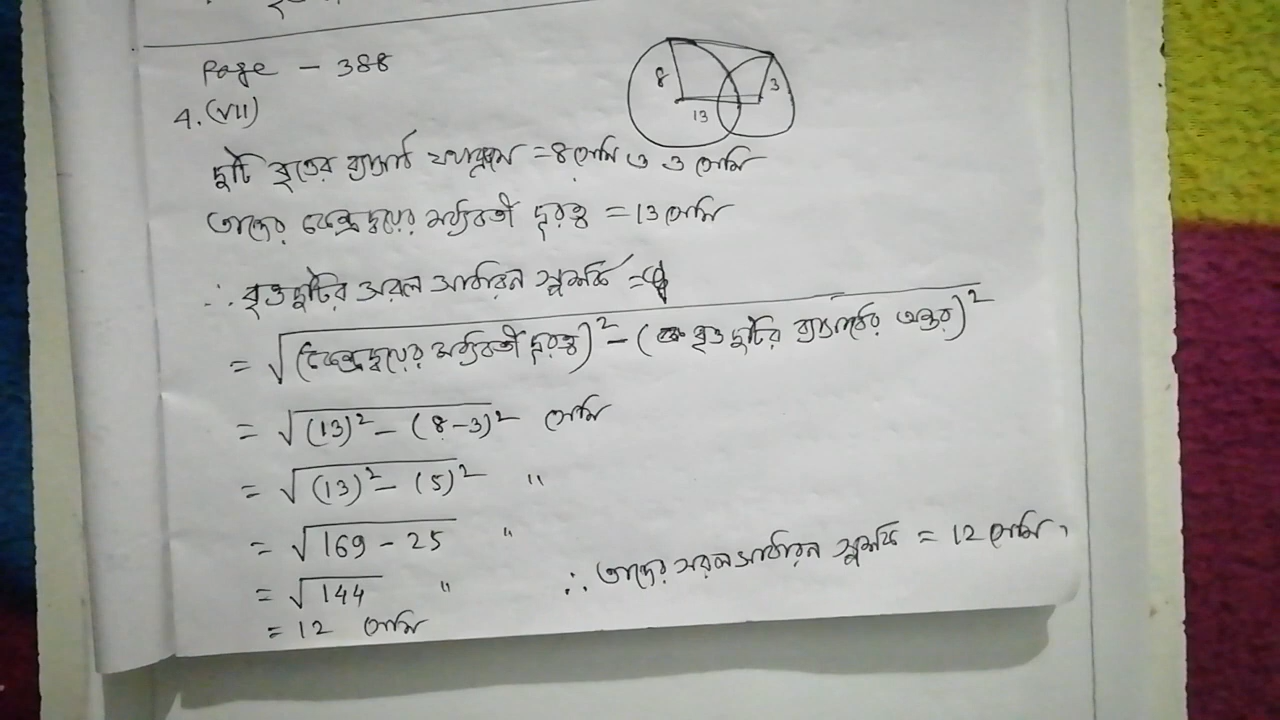 Page - 388
8
3
13
4. (VII)
দুটি বৃত্তের ব্যাসার্ধ যথাক্রমে = 8 সেমি ও 3 সেমি
তাদের কেন্দ্রদ্বয়ের মধ্যবর্তী দূরত্ব = 13 সেমি
∴ বৃত্তদুটির সরল সাধারন স্পর্শক =
= √(কেন্দ্রদ্বয়ের মধ্যবর্তী দূরত্ব)² - (বৃত্তদুটির ব্যাসার্ধের অন্তর)²
= √(13)² - (8-3)² সেমি
= √(13)² - (5)² "
= √169 - 25 "
= √144 "
= 12 সেমি
∴ তাদের সরল সাধারন স্পর্শক = 12 সেমি।